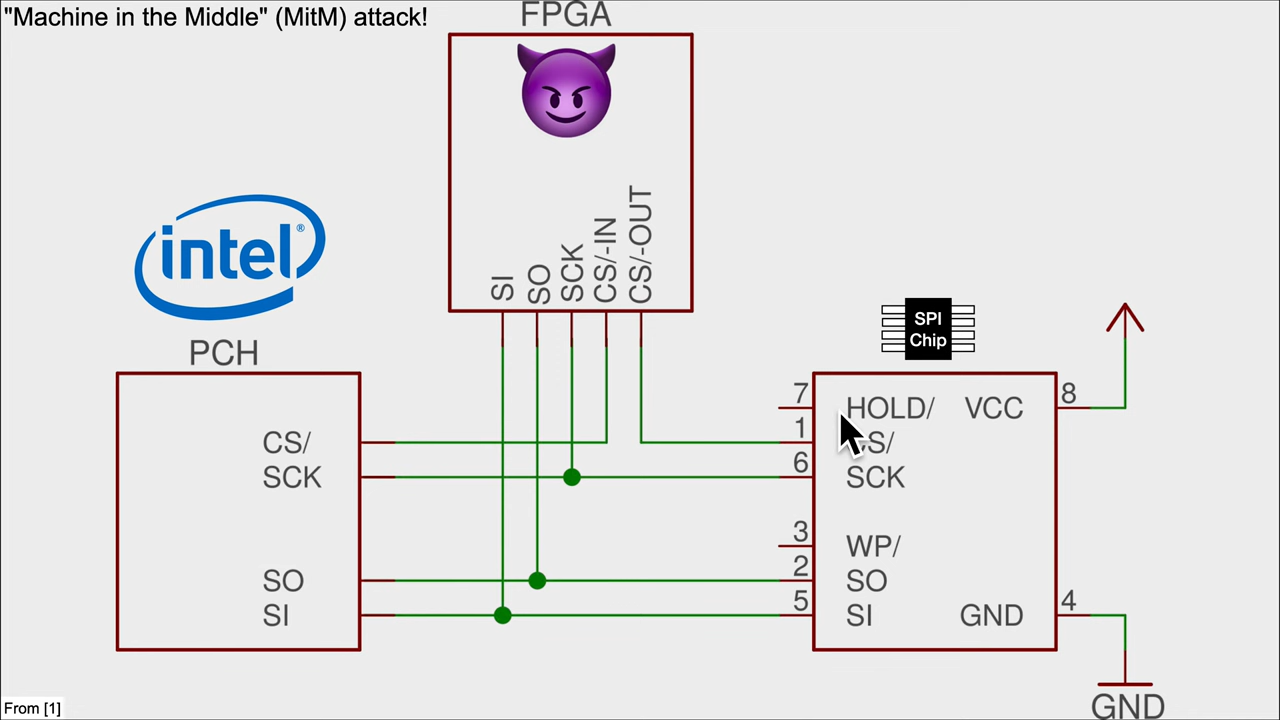 "Machine in the Middle" (MitM) attack!
FPGA
SI
SO
SCK
CS/-IN
CS/-OUT
intel®
PCH
CS/
SCK
SO
SI
SPI
Chip
7
HOLD/
VCC
8
1
CS/
6
SCK
3
WP/
2
SO
5
SI
GND
4
GND
From [1]